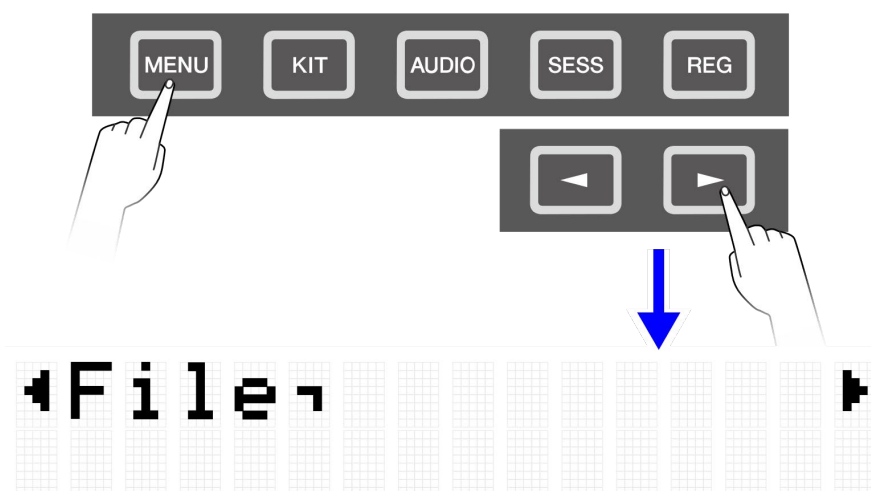 MENU KIT AUDIO SESS REG
◄ ►
◄File¬ ►